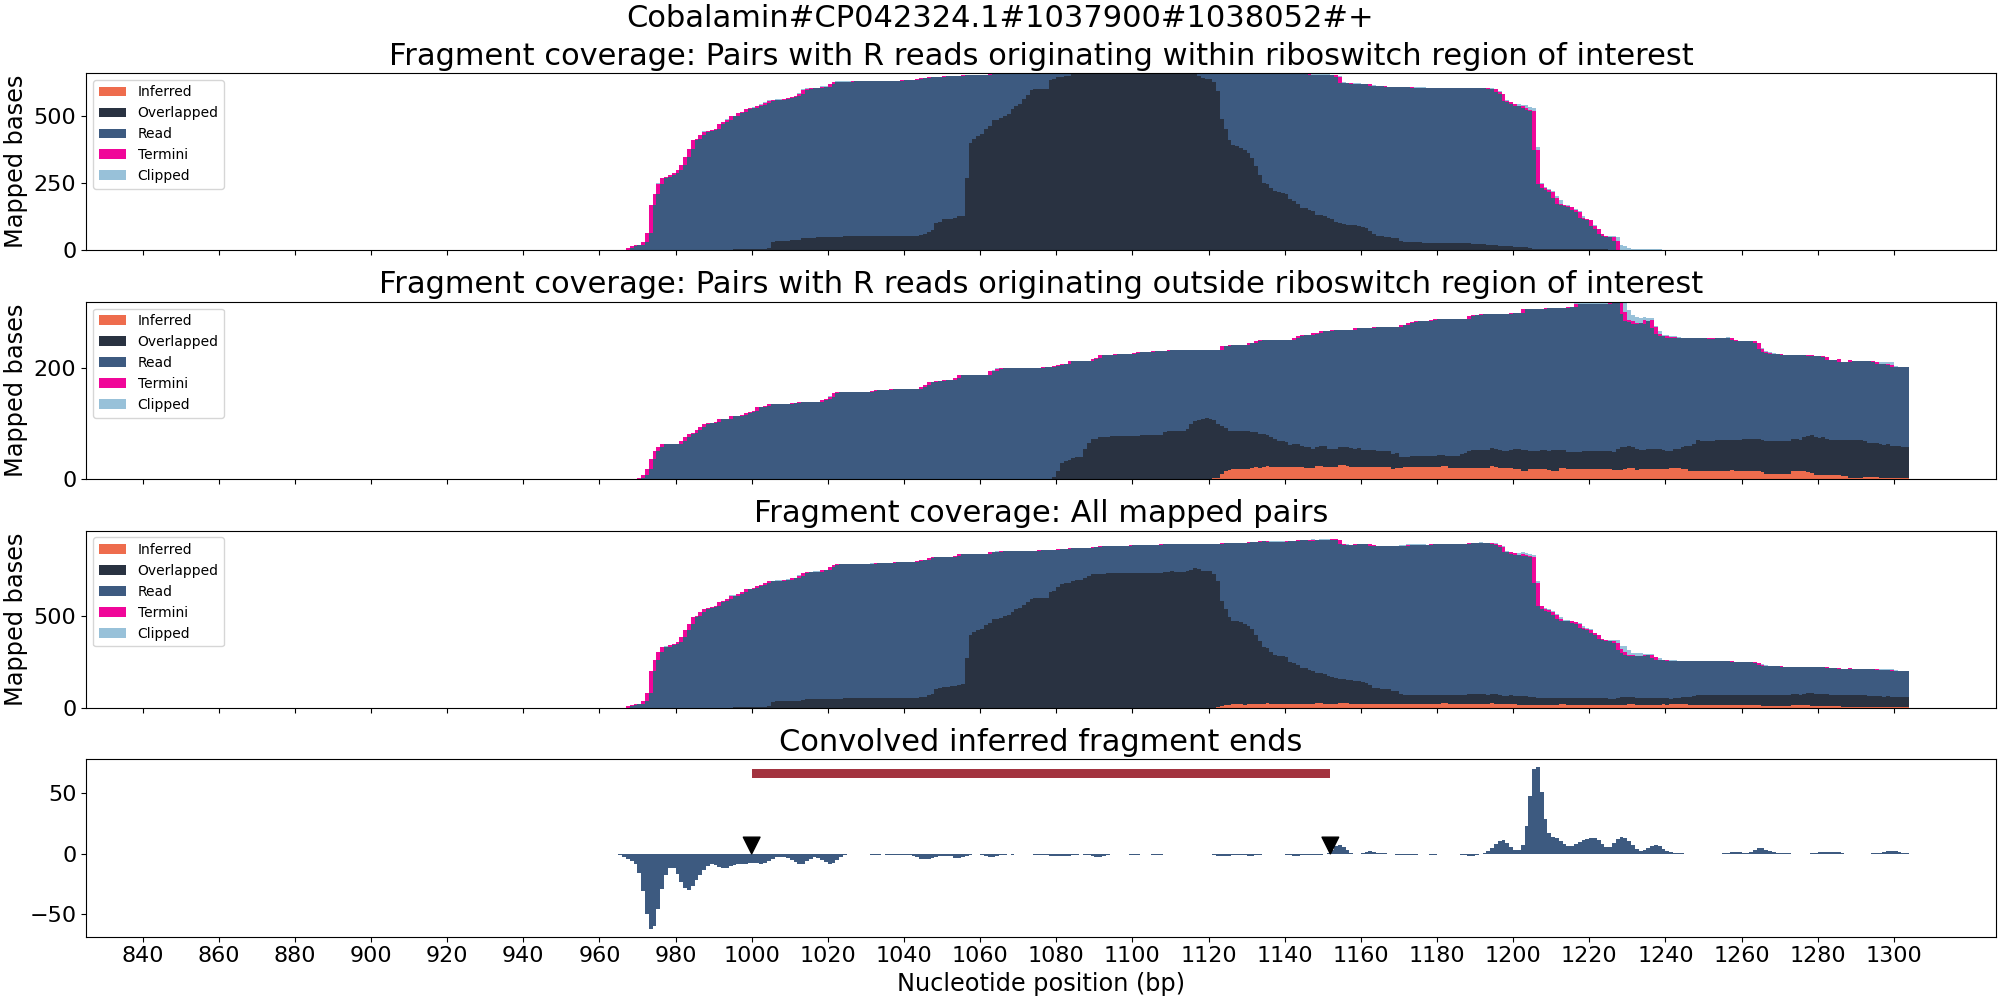 Cobalamin#CP042324.1#1037900#1038052#+
Fragment coverage: Pairs with R reads originating within riboswitch region of interest
Mapped bases
500
250
0
Inferred
Overlapped
Read
Termini
Clipped
Fragment coverage: Pairs with R reads originating outside riboswitch region of interest
Mapped bases
200
0
Inferred
Overlapped
Read
Termini
Clipped
Fragment coverage: All mapped pairs
Mapped bases
500
0
Inferred
Overlapped
Read
Termini
Clipped
Convolved inferred fragment ends
50
0
−50
840 860 880 900 920 940 960 980 1000 1020 1040 1060 1080 1100 1120 1140 1160 1180 1200 1220 1240 1260 1280 1300
Nucleotide position (bp)